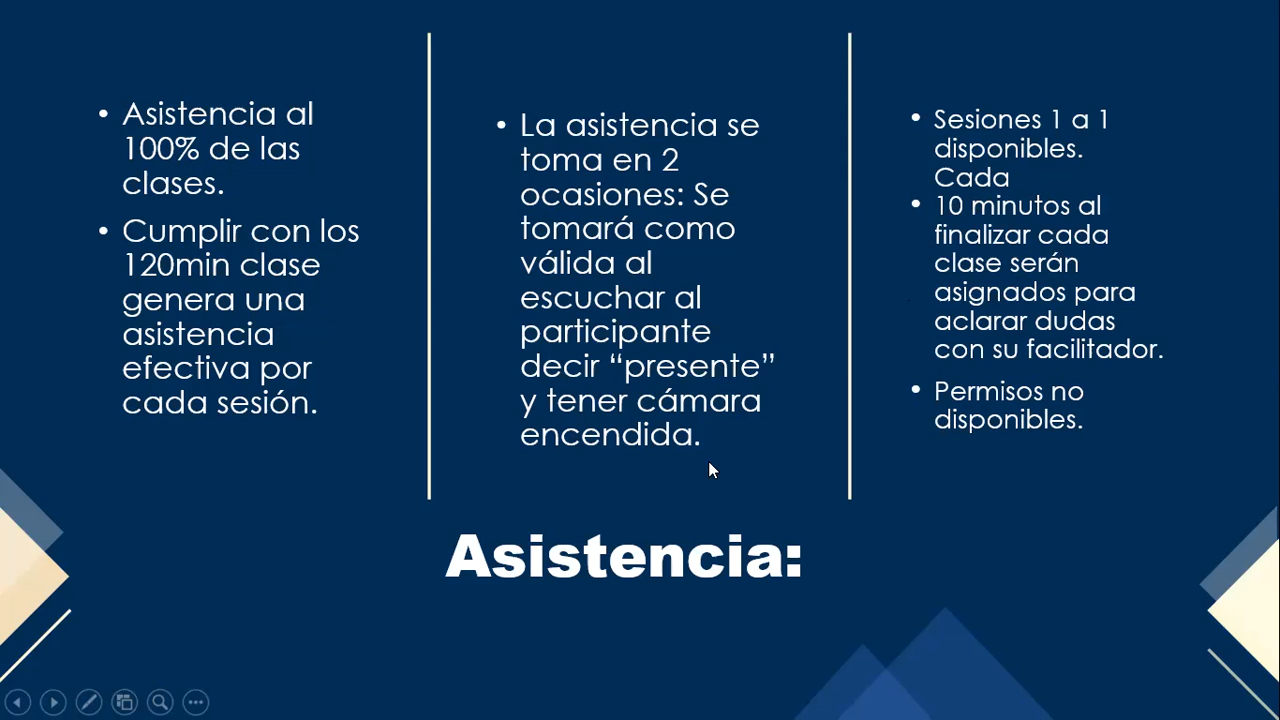 • Asistencia al
100% de las
clases.
• Cumplir con los
120min clase
genera una
asistencia
efectiva por
cada sesión.
• La asistencia se
toma en 2
ocasiones: Se
tomará como
válida al
escuchar al
participante
decir “presente”
y tener cámara
encendida.
• Sesiones 1 a 1
disponibles.
Cada
• 10 minutos al
finalizar cada
clase serán
asignados para
aclarar dudas
con su facilitador.
• Permisos no
disponibles.
Asistencia: